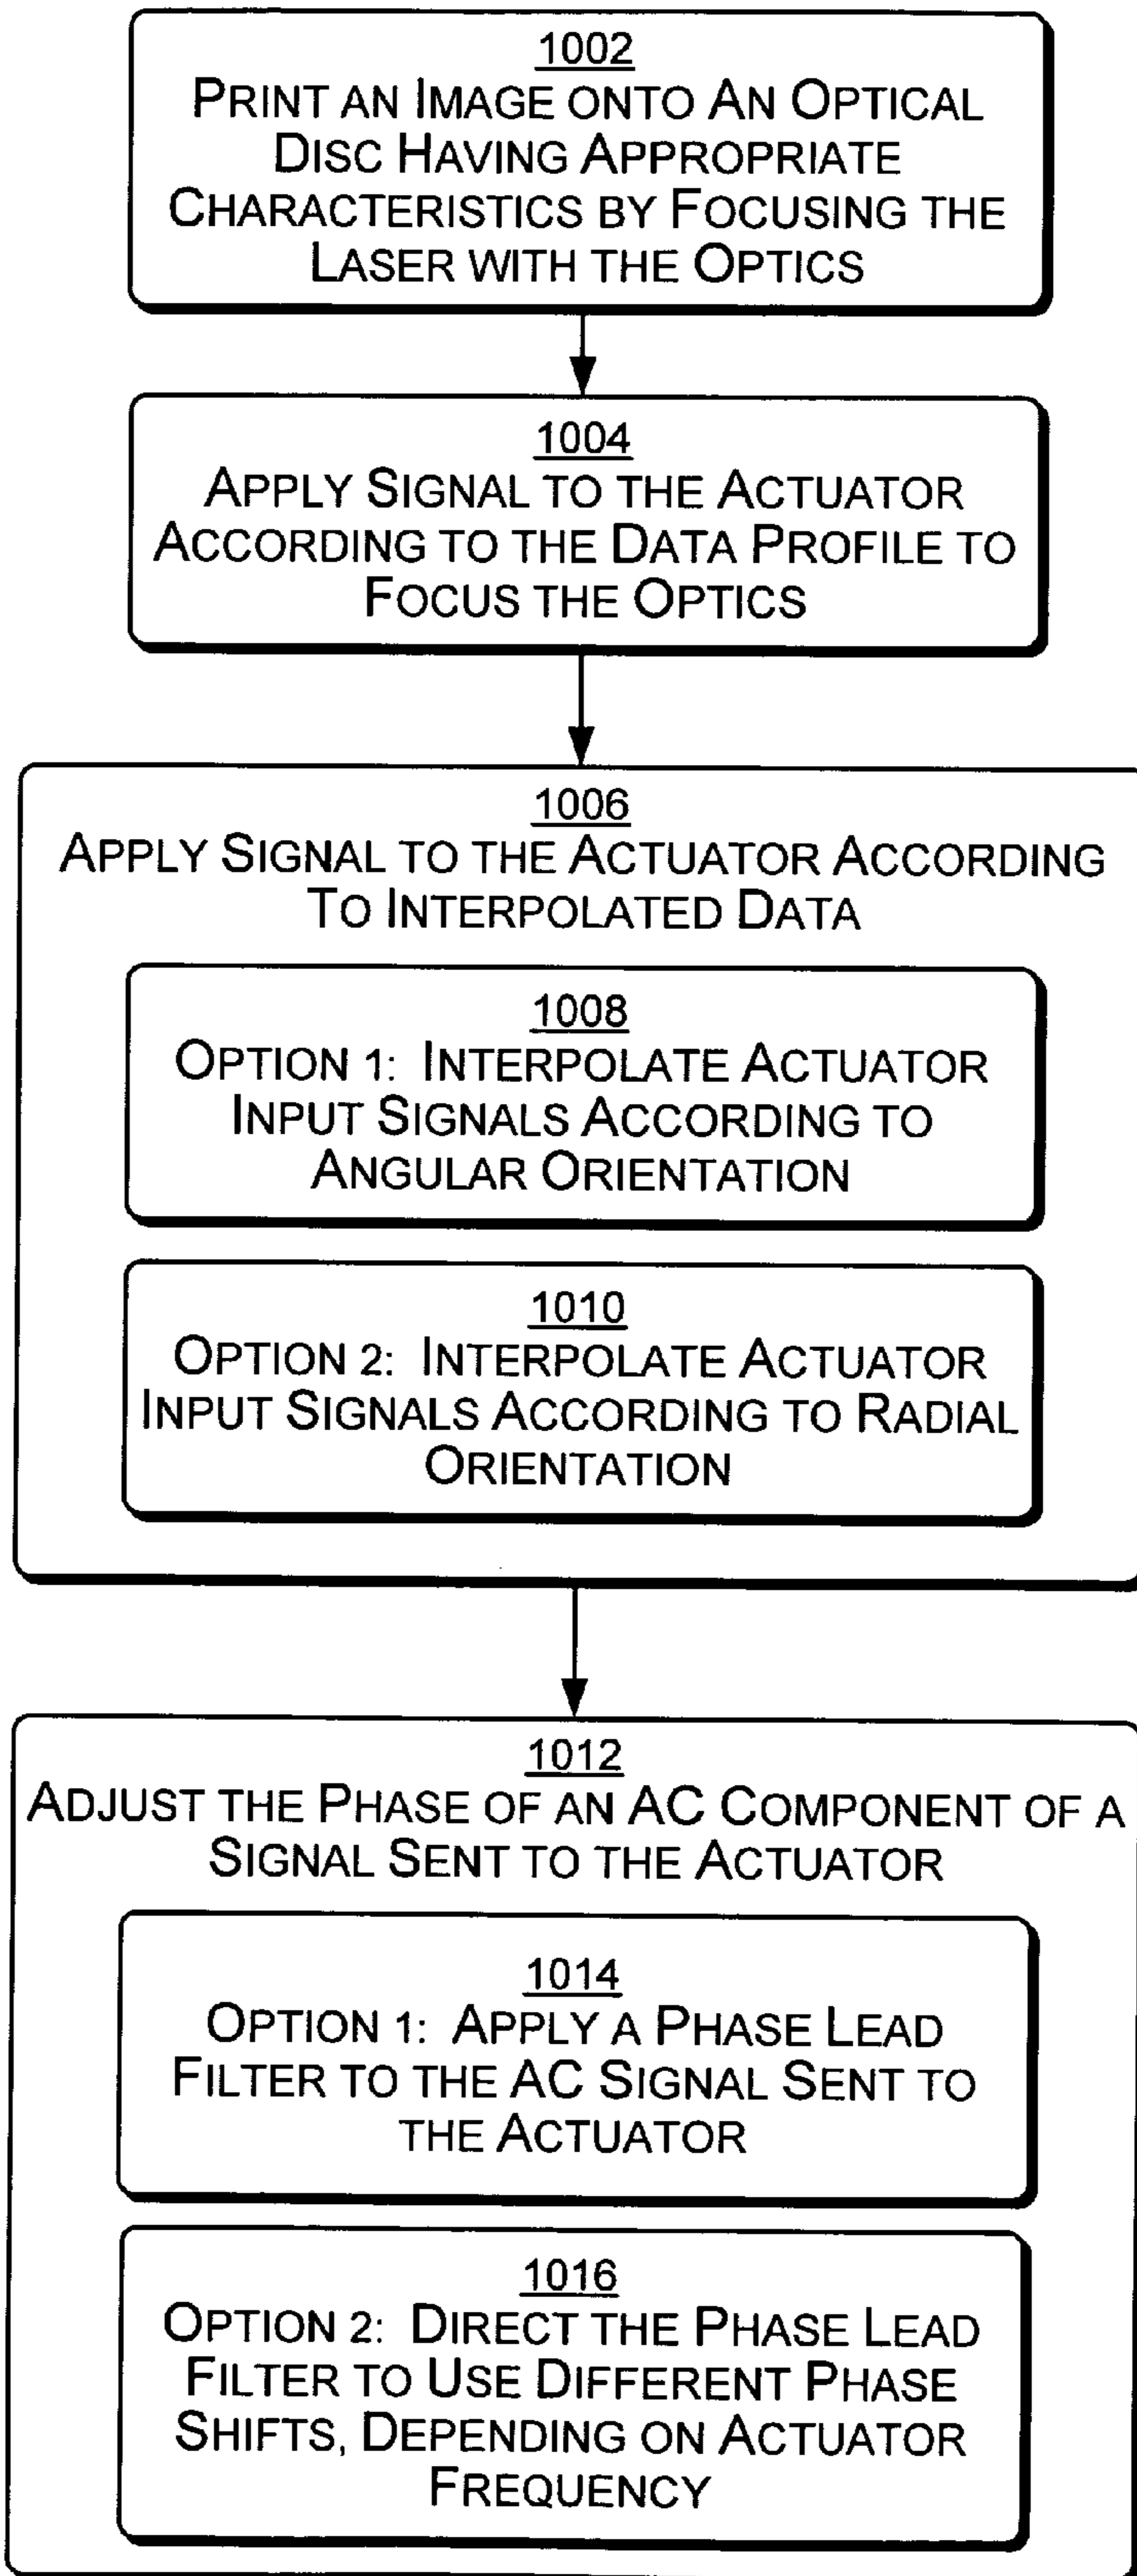 1002
PRINT AN IMAGE ONTO AN OPTICAL
DISC HAVING APPROPRIATE
CHARACTERISTICS BY FOCUSING THE
LASER WITH THE OPTICS
1004
APPLY SIGNAL TO THE ACTUATOR
ACCORDING TO THE DATA PROFILE TO
FOCUS THE OPTICS
1006
APPLY SIGNAL TO THE ACTUATOR ACCORDING
TO INTERPOLATED DATA
1008
OPTION 1: INTERPOLATE ACTUATOR
INPUT SIGNALS ACCORDING TO
ANGULAR ORIENTATION
1010
OPTION 2: INTERPOLATE ACTUATOR
INPUT SIGNALS ACCORDING TO RADIAL
ORIENTATION
1012
ADJUST THE PHASE OF AN AC COMPONENT OF A
SIGNAL SENT TO THE ACTUATOR
1014
OPTION 1: APPLY A PHASE LEAD
FILTER TO THE AC SIGNAL SENT TO
THE ACTUATOR
1016
OPTION 2: DIRECT THE PHASE LEAD
FILTER TO USE DIFFERENT PHASE
SHIFTS, DEPENDING ON ACTUATOR
FREQUENCY